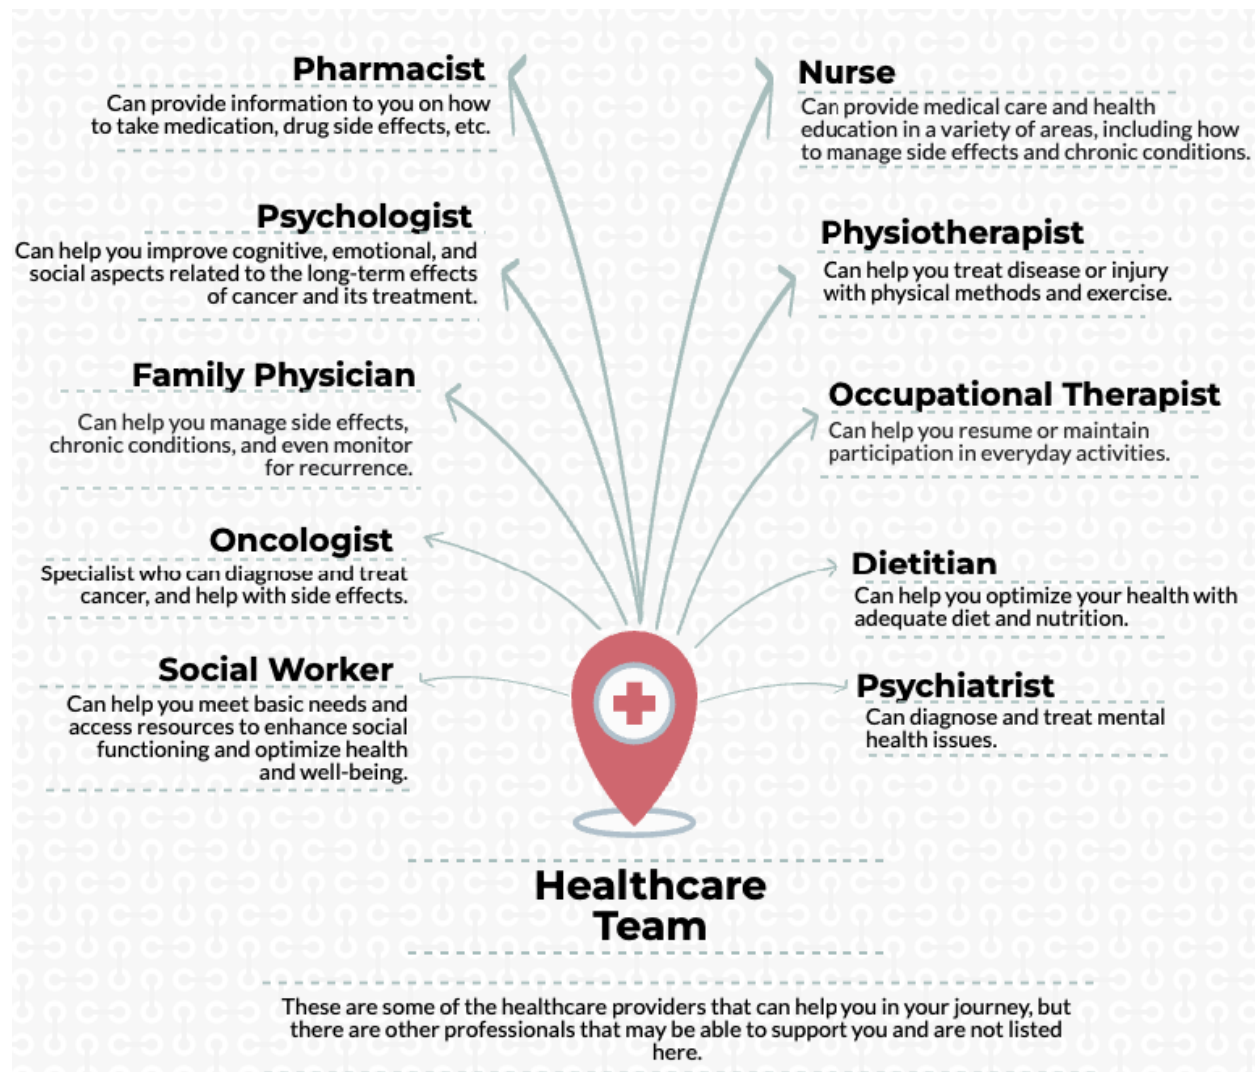 Pharmacist
Can provide information to you on how
to take medication, drug side effects, etc.
Psychologist
Can help you improve cognitive, emotional, and
social aspects related to the long-term effects
of cancer and its treatment.
Family Physician
Can help you manage side effects,
chronic conditions, and even monitor
for recurrence.
Oncologist
Specialist who can diagnose and treat
cancer, and help with side effects.
Social Worker
Can help you meet basic needs and
access resources to enhance social
functioning and optimize health
and well-being.
Nurse
Can provide medical care and health
education in a variety of areas, including how
to manage side effects and chronic conditions.
Physiotherapist
Can help you treat disease or injury
with physical methods and exercise.
Occupational Therapist
Can help you resume or maintain
participation in everyday activities.
Dietitian
Can help you optimize your health with
adequate diet and nutrition.
Psychiatrist
Can diagnose and treat mental
health issues.
Healthcare
Team
These are some of the healthcare providers that can help you in your journey, but
there are other professionals that may be able to support you and are not listed
here.